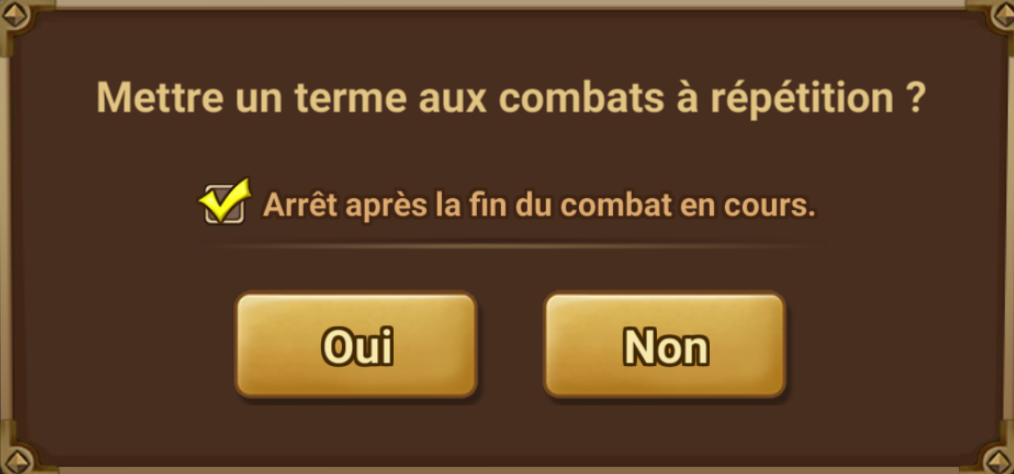 Mettre un terme aux combats à répétition ?
Arrêt après la fin du combat en cours.
Oui
Non